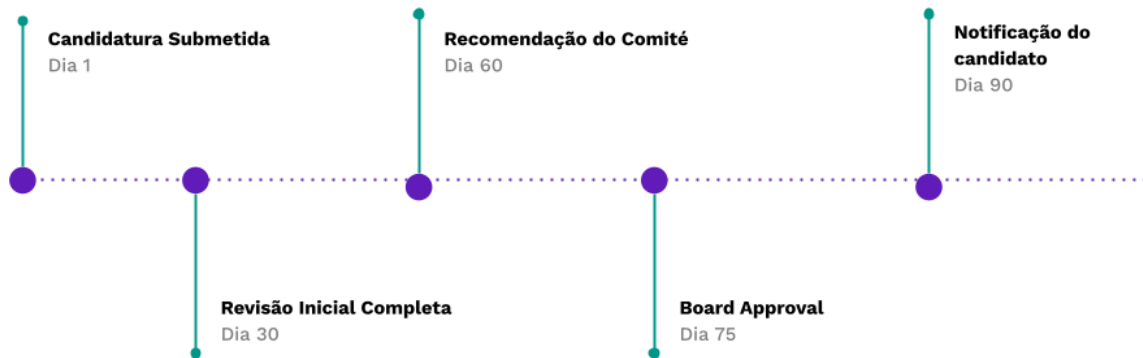 Candidatura Submetida
Dia 1
Revisão Inicial Completa
Dia 30
Recomendação do Comité
Dia 60
Board Approval
Dia 75
Notificação do
candidato
Dia 90